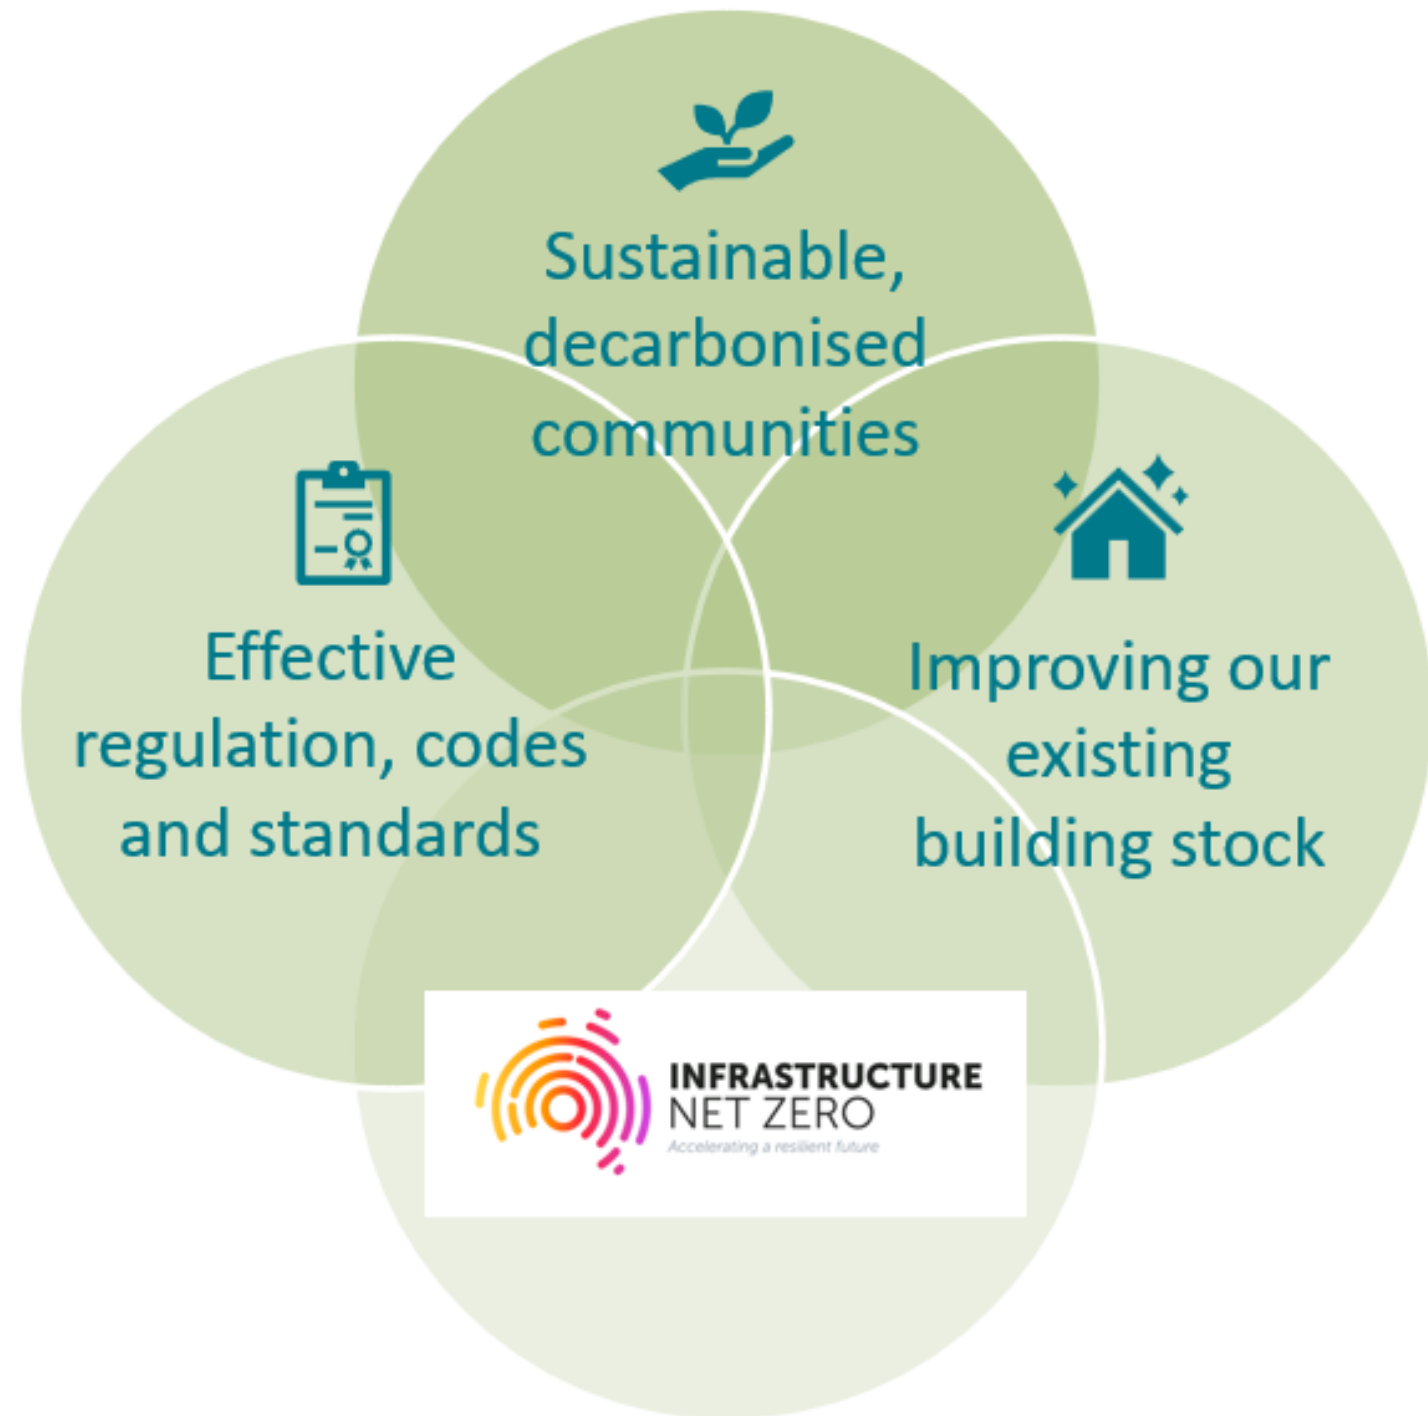 Sustainable,
decarbonised
communities
Effective
regulation, codes
and standards
Improving our
existing
building stock
INFRASTRUCTURE
NET ZERO
Accelerating a resilient future